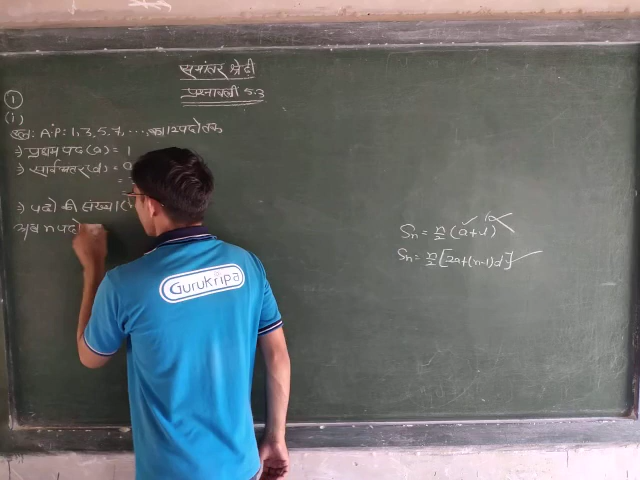 समांतर श्रेढी
प्रश्नावली 5.3
1
(i)
हल: A.P.: 1, 3, 5, 7, ... का 12 पदो तक
⇒ प्रथम पद (a) = 1
⇒ सार्व अंतर (d) =
=
⇒ पदो की संख्या (
अब n पदो
Sn = n/2 (a+l)
Sn = n/2 [2a+(n-1)d]
Gurukripa